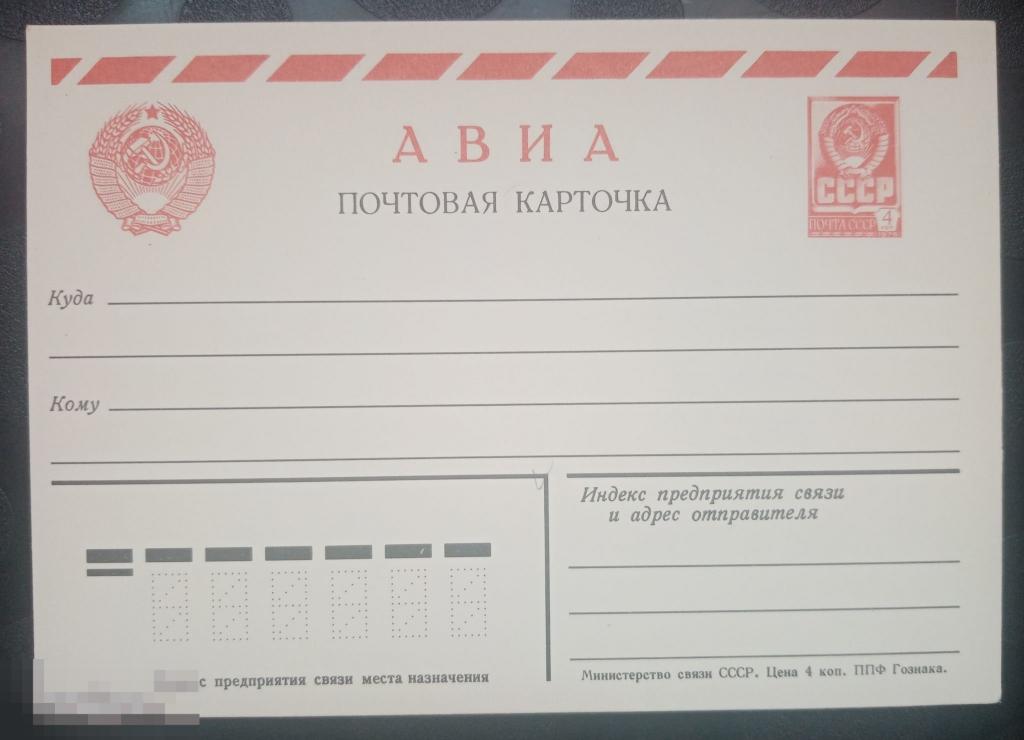 АВИА
ПОЧТОВАЯ КАРТОЧКА
СССР
ПОЧТА СССР
4
Куда
Кому
Индекс предприятия связи
и адрес отправителя
предприятия связи места назначения
Министерство связи СССР. Цена 4 коп. ППФ Гознака.